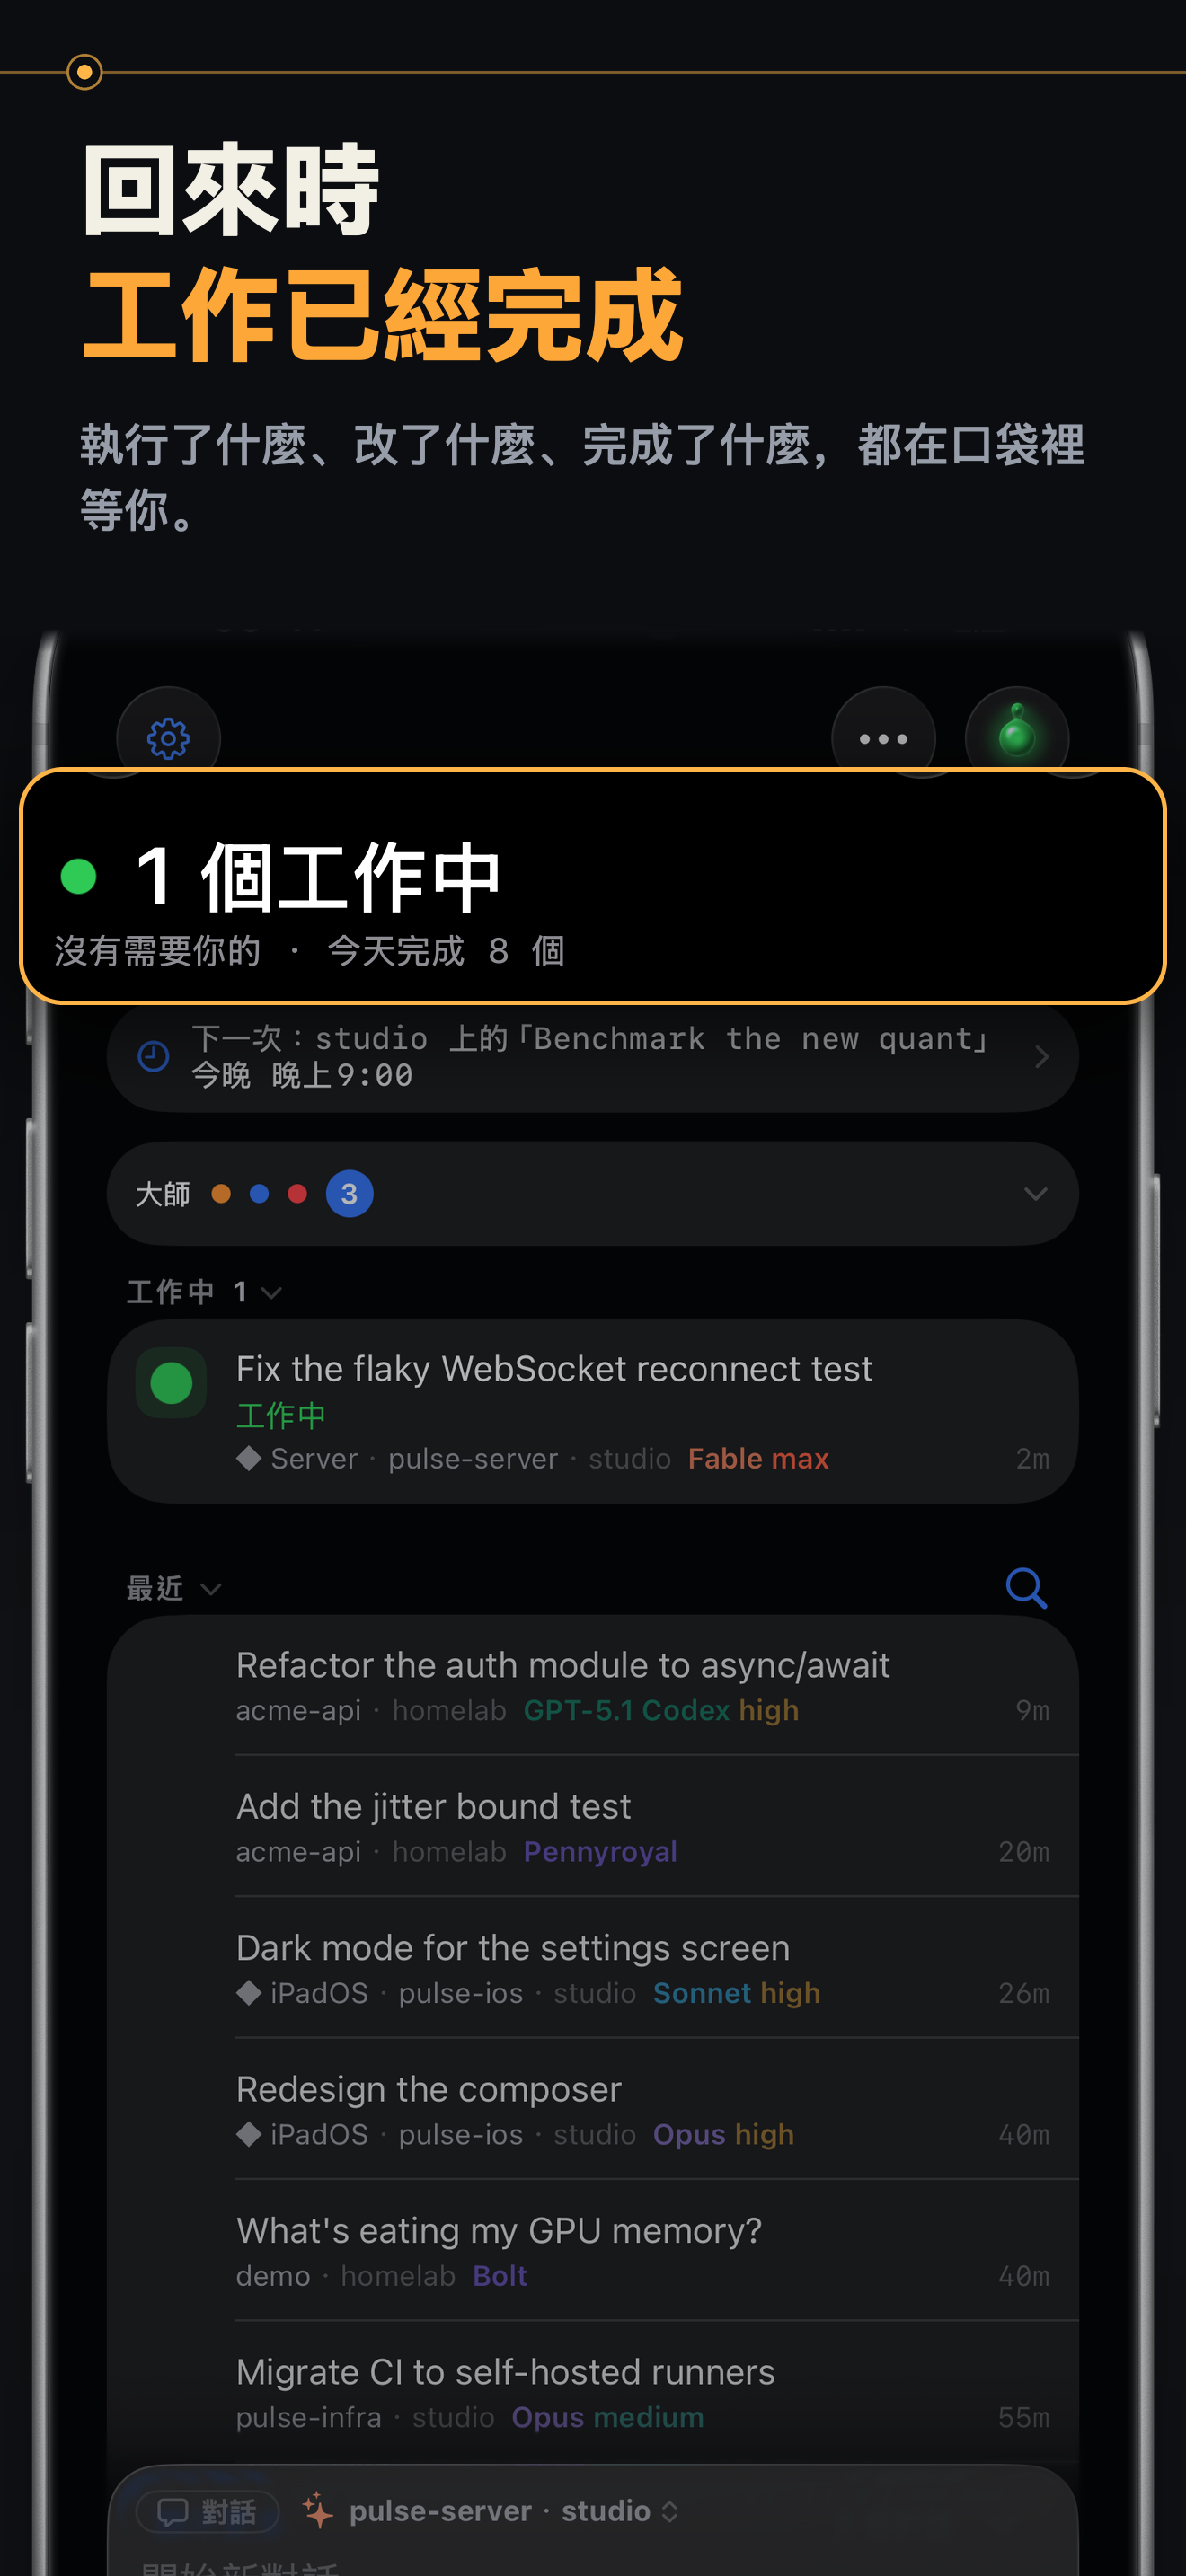 回來時
工作已經完成
執行了什麼、改了什麼、完成了什麼，都在口袋裡
等你。
1 個工作中
沒有需要你的 · 今天完成 8 個
下一次：studio 上的「Benchmark the new quant」
今晚 晚上9:00
大師 3
工作中 1
Fix the flaky WebSocket reconnect test
工作中
Server · pulse-server · studio Fable max 2m
最近
Refactor the auth module to async/await
acme-api · homelab GPT-5.1 Codex high 9m
Add the jitter bound test
acme-api · homelab Pennyroyal 20m
Dark mode for the settings screen
iPadOS · pulse-ios · studio Sonnet high 26m
Redesign the composer
iPadOS · pulse-ios · studio Opus high 40m
What's eating my GPU memory?
demo · homelab Bolt 40m
Migrate CI to self-hosted runners
pulse-infra · studio Opus medium 55m
對話 pulse-server · studio
開始新對話